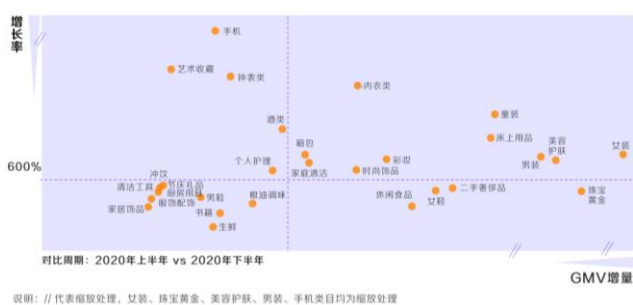 增长率
手机
艺术收藏
钟表类
内衣类
童装
酒类
床上用品
美容
护肤
女装
箱包
彩妆
男装
个人护理
家庭清洁
时尚饰品
600%
冲饮
清洁工具
节庆礼品
厨房用具
家居饰品
服饰配饰
男鞋
粮油调味
书籍
生鲜
休闲食品
女鞋
二手奢侈品
珠宝
黄金
对比周期：2020年上半年 vs 2020年下半年
GMV增量
说明：// 代表缩放处理，女装、珠宝黄金、美容护肤、男装、手机类目均为缩放处理